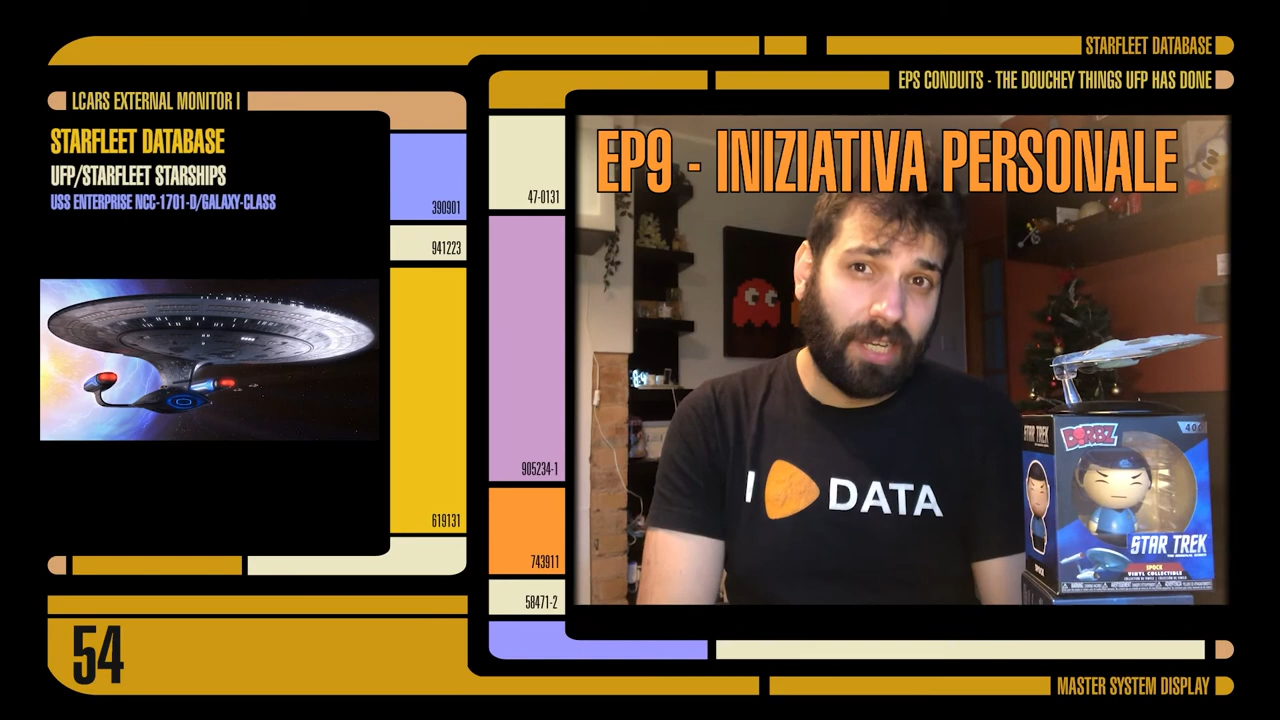 STARFLEET DATABASE
EPS CONDUITS - THE DOUCHEY THINGS UFP HAS DONE
LCARS EXTERNAL MONITOR I
STARFLEET DATABASE
UFP/STARFLEET STARSHIPS
USS ENTERPRISE NCC-1701-D/GALAXY-CLASS
390901
941223
619131
54
47-0131
905234-1
743911
58471-2
EP9 - INIZIATIVA PERSONALE
I DATA
STAR TREK
DORBZ
STAR TREK
SPOCK
VINYL COLLECTIBLE
SPOCK
MASTER SYSTEM DISPLAY